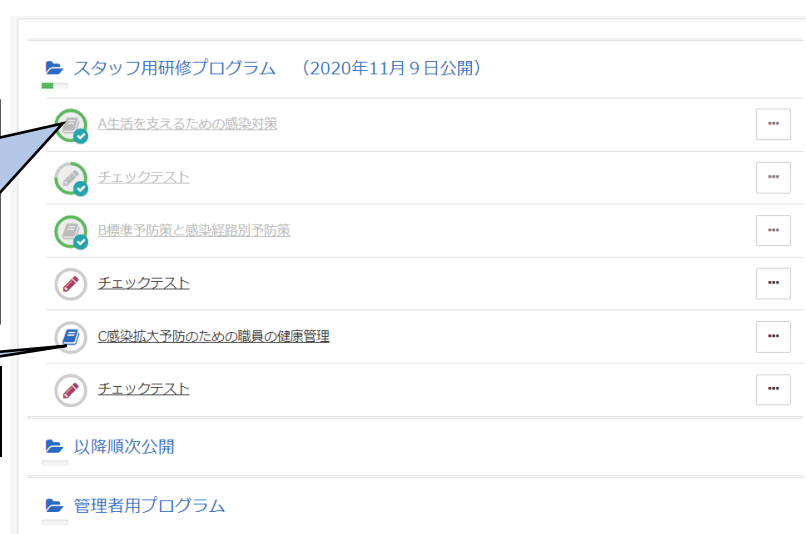 スタッフ用研修プログラム　（2020年11月９日公開）
A生活を支えるための感染対策
チェックテスト
B標準予防策と感染経路別予防策
チェックテスト
C感染拡大予防のための職員の健康管理
チェックテスト
以降順次公開
管理者用プログラム